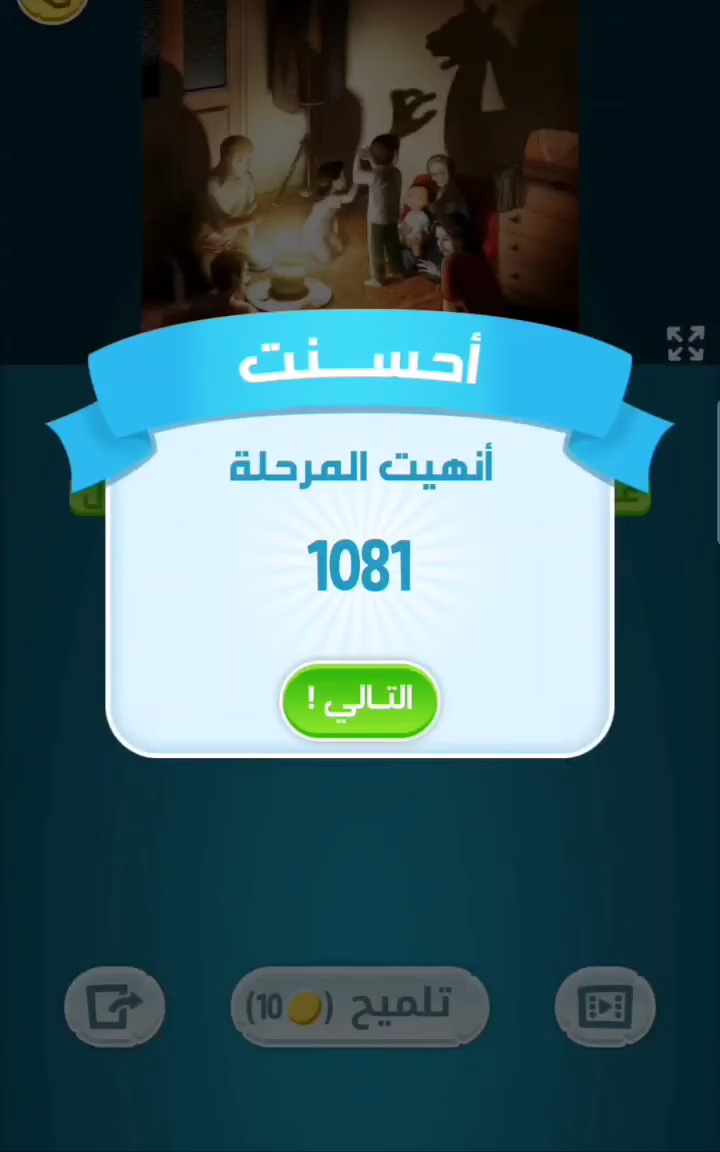 أحسنت
أنهيت المرحلة
1081
التالي !
تلميح (10)